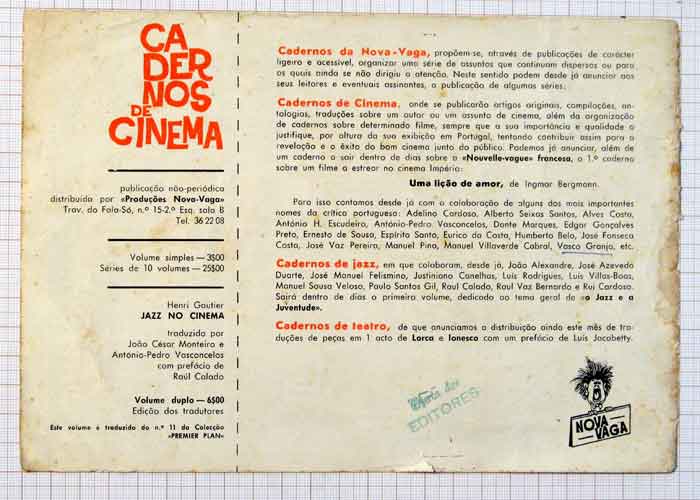 CA
DER
NOS
DE
CINEMA
publicação não-periódica
distribuída por «Produções Nova-Vaga»
Trav. do Fala-Só, n.º 15-2.º Esq. sala B
Tel. 36 22 08
Volume simples — 3$00
Séries de 10 volumes — 25$00
Henri Gautier
JAZZ NO CINEMA
traduzido por
João César Monteiro e
António-Pedro Vasconcelos
com prefácio de
Raúl Calado
Volume duplo — 6$00
Edição dos tradutores
Este volume é traduzido do n.º 11 da Colecção
«PREMIER PLAN»
Cadernos da Nova-Vaga, propõem-se, através de publicações de carácter
ligeiro e acessível, organizar uma série de assuntos que continuam dispersos ou para
os quais ainda se não dirigiu a atenção. Neste sentido podem desde já anunciar aos
seus leitores e eventuais assinantes, a publicação de algumas séries:
Cadernos de Cinema, onde se publicarão artigos originais, compilações, an-
tologias, traduções sobre um autor ou um assunto de cinema, além da organização
de cadernos sobre determinado filme, sempre que a sua importância e qualidade o
justifique, por altura da sua exibição em Portugal, tentando contribuir assim para a
revelação e o êxito do bom cinema junto do público. Podemos já anunciar, além de
um caderno a sair dentro de dias sobre a «Nouvelle-vague» francesa, o 1.º caderno
sobre um filme a estrear no cinema Império:
Uma lição de amor, de Ingmar Bergmann.
Para isso contamos desde já com a colaboração de alguns dos mais importantes
nomes da crítica portuguesa: Adelino Cardoso, Alberto Seixas Santos, Alves Costa,
António H. Escudeiro, António-Pedro Vasconcelos, Dante Marques, Edgar Gonçalves
Preto, Ernesto de Sousa, Espírito Santo, Eurico da Costa, Humberto Belo, José Fonseca
Costa, José Vaz Pereira, Manuel Pina, Manuel Villaverde Cabral, Vasco Granja, etc.
Cadernos de jazz, em que colaboram, desde já, João Alexandre, José Azevedo
Duarte, José Manuel Felismino, Justiniano Canelhas, Luís Rodrigues, Luís Villas-Boas,
Manuel Sousa Veloso, Paulo Santos Gil, Raul Calado, Raul Vaz Bernardo e Rui Cardoso.
Sairá dentro de dias o primeiro volume, dedicado ao tema geral de «o Jazz e a
Juventude».
Cadernos de teatro, de que anunciamos a distribuição ainda este mês de tra-
duções de peças em 1 acto de Lorca e Ionesco com um prefácio de Luís Jacobetty.
EDITORES
NOVA
VAGA